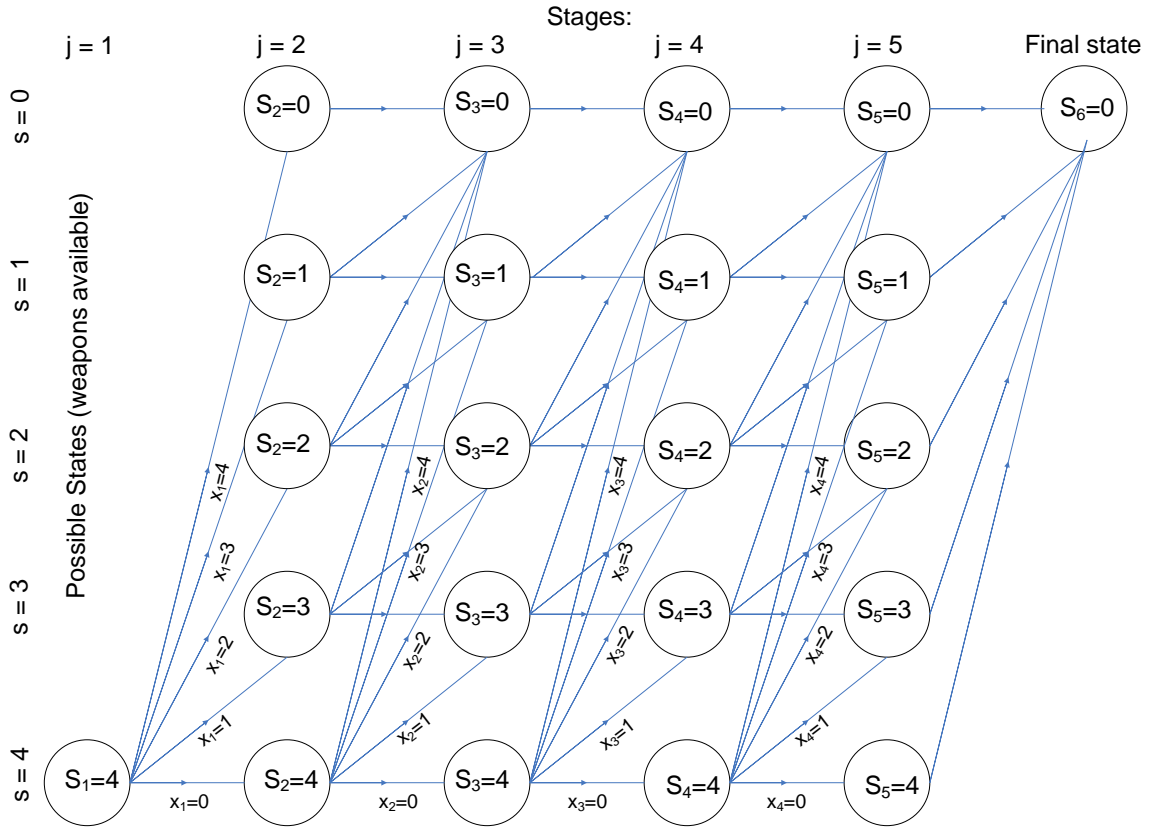 Stages:
j = 1 j = 2 j = 3 j = 4 j = 5 Final state
s = 0 S₂=0 S₃=0 S₄=0 S₅=0 S₆=0
Possible States (weapons available)
s = 1 S₂=1 S₃=1 S₄=1 S₅=1
s = 2 S₂=2 S₃=2 S₄=2 S₅=2
x₁=4 x₂=4 x₃=4 x₄=4
x₁=3 x₂=3 x₃=3 x₄=3
s = 3 S₂=3 S₃=3 S₄=3 S₅=3
x₁=2 x₂=2 x₃=2 x₄=2
x₁=1 x₂=1 x₃=1 x₄=1
s = 4 S₁=4 S₂=4 S₃=4 S₄=4 S₅=4
x₁=0 x₂=0 x₃=0 x₄=0